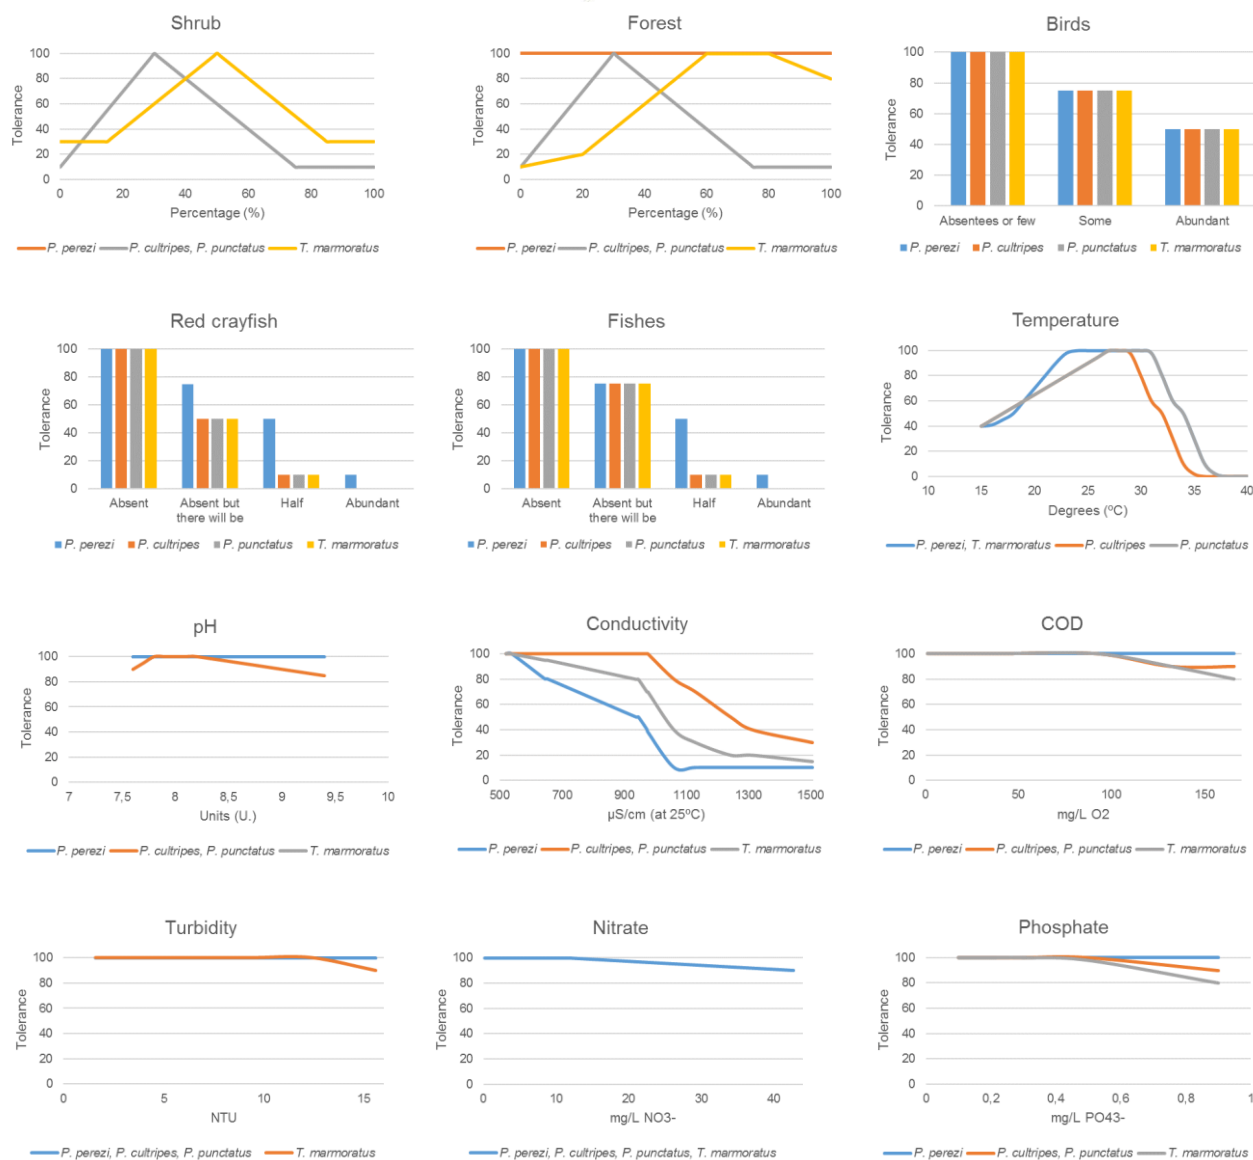 Shrub
100
80
60
40
20
0
Tolerance
0 20 40 60 80 100
Percentage (%)
P. perezi P. cultripes, P. punctatus T. marmoratus
Forest
100
80
60
40
20
0
Tolerance
0 20 40 60 80 100
Percentage (%)
P. perezi P. cultripes, P. punctatus T. marmoratus
Birds
100
80
60
40
20
0
Tolerance
Absentees or few Some Abundant
P. perezi P. cultripes P. punctatus T. marmoratus
Red crayfish
100
80
60
40
20
0
Tolerance
Absent Absent but Half Abundant
there will be
P. perezi P. cultripes P. punctatus T. marmoratus
Fishes
100
80
60
40
20
0
Tolerance
Absent Absent but Half Abundant
there will be
P. perezi P. cultripes P. punctatus T. marmoratus
Temperature
100
80
60
40
20
0
Tolerance
10 15 20 25 30 35 40
Degrees (ºC)
P. perezi, T. marmoratus P. cultripes P. punctatus
pH
100
80
60
40
20
0
Tolerance
7 7,5 8 8,5 9 9,5 10
Units (U.)
P. perezi P. cultripes, P. punctatus T. marmoratus
Conductivity
100
80
60
40
20
0
Tolerance
500 700 900 1100 1300 1500
µS/cm (at 25ºC)
P. perezi P. cultripes, P. punctatus T. marmoratus
COD
100
80
60
40
20
0
Tolerance
0 50 100 150
mg/L O2
P. perezi P. cultripes, P. punctatus T. marmoratus
Turbidity
100
80
60
40
20
0
Tolerance
0 5 10 15
NTU
P. perezi, P. cultripes, P. punctatus T. marmoratus
Nitrate
100
80
60
40
20
0
Tolerance
0 10 20 30 40
mg/L NO3-
P. perezi, P. cultripes, P. punctatus, T. marmoratus
Phosphate
100
80
60
40
20
0
Tolerance
0 0,2 0,4 0,6 0,8 1
mg/L PO43-
P. perezi P. cultripes, P. punctatus T. marmoratus